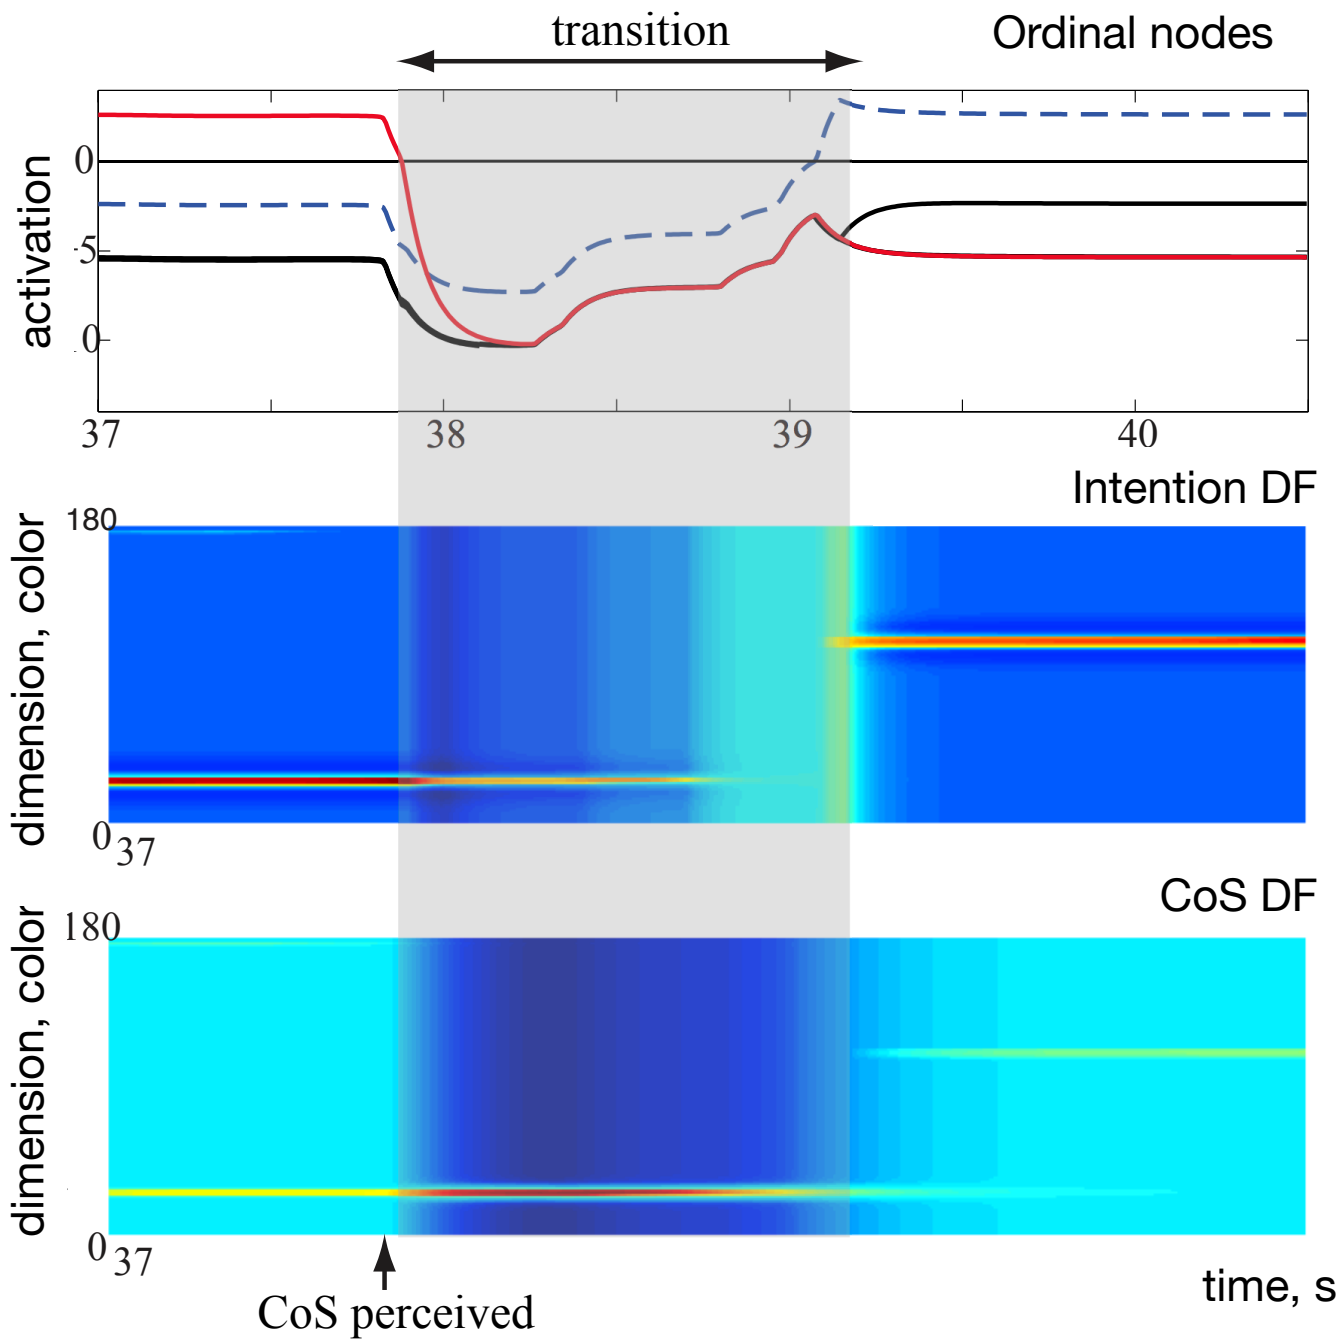 transition
Ordinal nodes
activation
0
-5
.0
37 38 39 40
Intention DF
dimension, color
180
0
37
CoS DF
dimension, color
180
0
37
CoS perceived
time, s